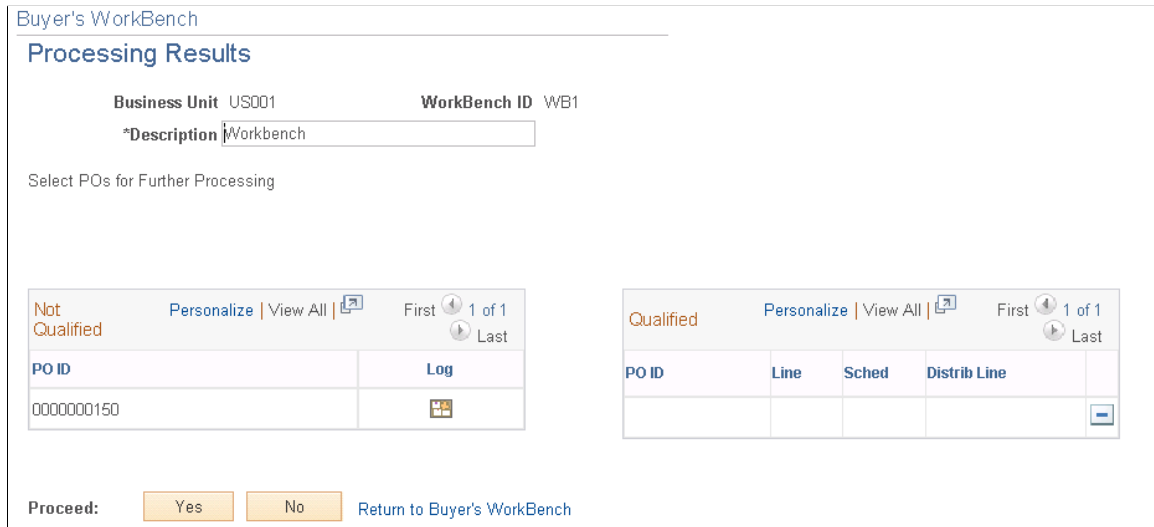 Buyer's WorkBench
Processing Results
Business Unit US001 WorkBench ID WB1
*Description Workbench
Select POs for Further Processing
Not Qualified Personalize | View All | First 1 of 1 Last
PO ID Log
0000000150
Qualified Personalize | View All | First 1 of 1 Last
PO ID Line Sched Distrib Line
Proceed: Yes No Return to Buyer's WorkBench